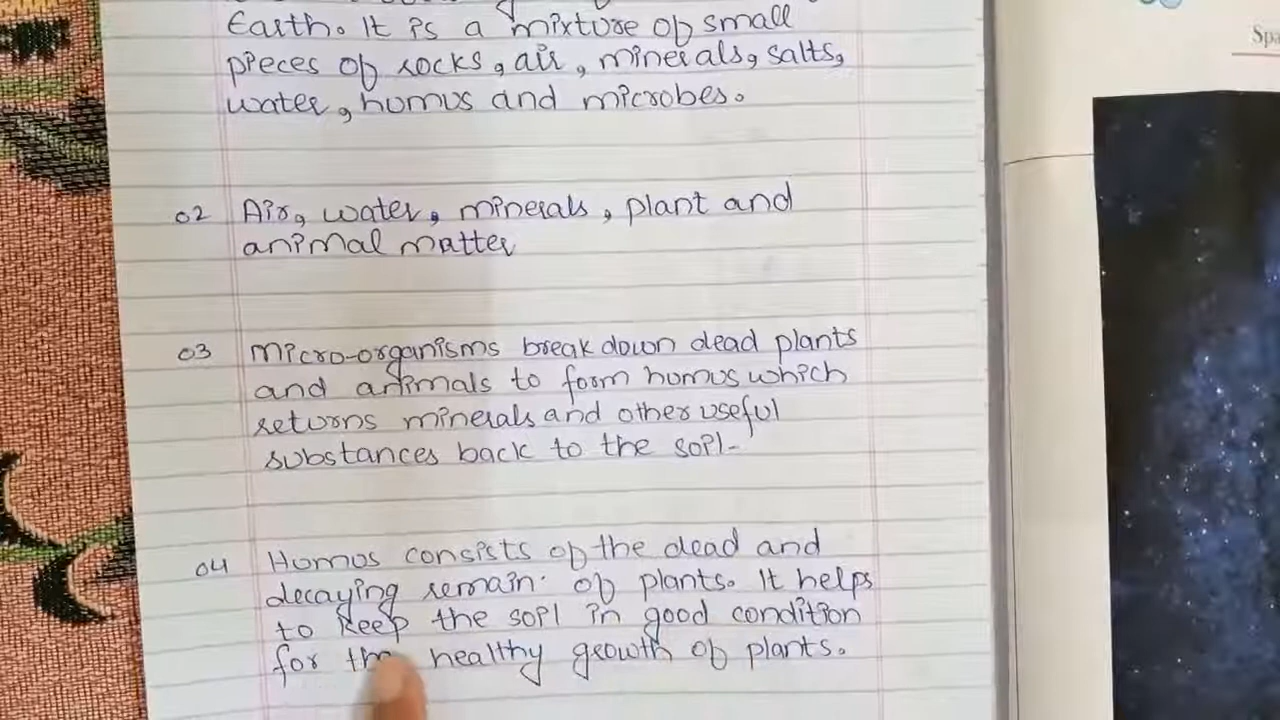 Earth. It is a mixture of small
pieces of rocks, air, minerals, salts,
water, humus and microbes.
02 Air, water, minerals, plant and
animal matter
03 Micro-organisms break down dead plants
and animals to form humus which
returns minerals and other useful
substances back to the soil-
04 Humus consists of the dead and
decaying remain. of plants. It helps
to keep the soil in good condition
for the healthy growth of plants.
Spa